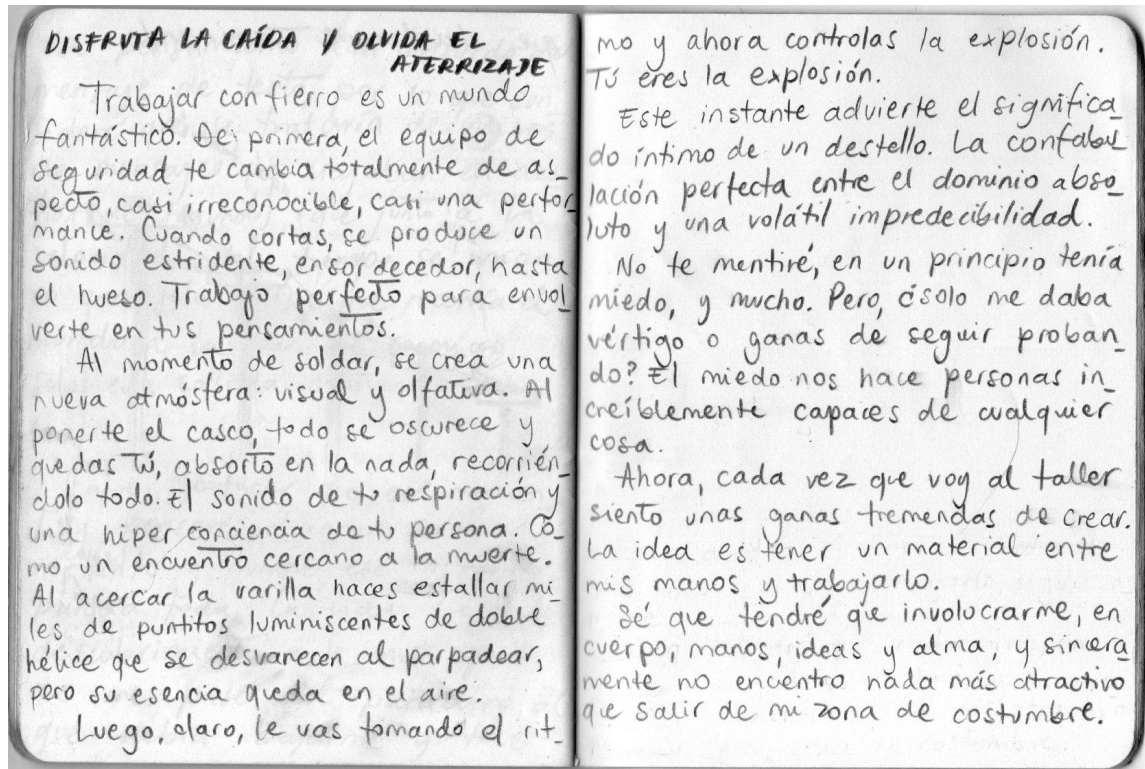 DISFRUTA LA CAÍDA Y OLVIDA EL
ATERRIZAJE
Trabajar con fierro es un mundo
fantástico. De primera, el equipo de
seguridad te cambia totalmente de as_
pecto, casi irreconocible, casi una perfor
mance. Cuando cortas, se produce un
sonido estridente, ensordecedor, hasta
el hueso. Trabajo perfecto para envol_
verte en tus pensamientos.
Al momento de soldar, se crea una
nueva atmósfera: visual y olfativa. Al
ponerte el casco, todo se oscurece y
quedas tú, absorto en la nada, recorrién_
dolo todo. El sonido de tu respiración y
una hiper conciencia de tu persona. Có_
mo un encuentro cercano a la muerte.
Al acercar la varilla haces estallar mi_
les de puntitos luminiscentes de doble
hélice que se desvanecen al parpadear,
pero su esencia queda en el aire.
Luego, claro, le vas tomando el rit_
mo y ahora controlas la explosión.
Tú eres la explosión.
Este instante advierte el significa_
do íntimo de un destello. La confabu_
lación perfecta entre el dominio abso_
luto y una volátil impredecibilidad.
No te mentiré, en un principio tenía
miedo, y mucho. Pero, ¿solo me daba
vértigo o ganas de seguir proban_
do? El miedo nos hace personas in_
creíblemente capaces de cualquier
cosa.
Ahora, cada vez que voy al taller
siento unas ganas tremendas de crear.
La idea es tener un material entre
mis manos y trabajarlo.
Sé que tendré que involucrarme, en
cuerpo, manos, ideas y alma, y sincera_
mente no encuentro nada más atractivo
que salir de mi zona de costumbre.